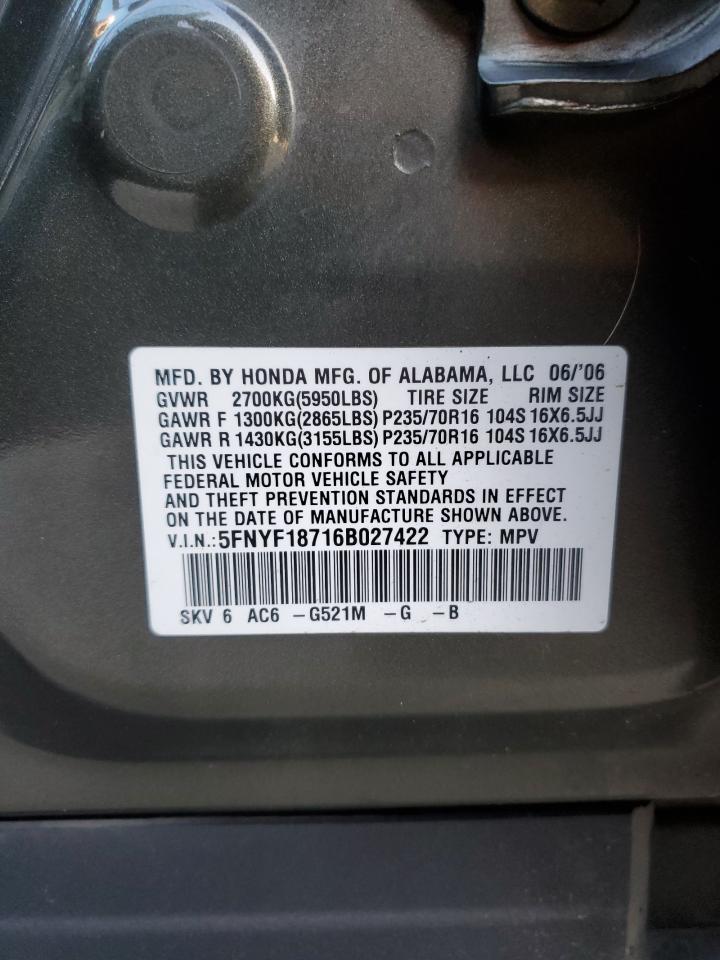 MFD. BY HONDA MFG. OF ALABAMA, LLC 06/'06
GVWR 2700KG(5950LBS) TIRE SIZE RIM SIZE
GAWR F 1300KG(2865LBS) P235/70R16 104S 16X6.5JJ
GAWR R 1430KG(3155LBS) P235/70R16 104S 16X6.5JJ
THIS VEHICLE CONFORMS TO ALL APPLICABLE
FEDERAL MOTOR VEHICLE SAFETY
AND THEFT PREVENTION STANDARDS IN EFFECT
ON THE DATE OF MANUFACTURE SHOWN ABOVE.
V.I.N.:5FNYF18716B027422 TYPE: MPV
SKV 6 AC6 -G521M -G -B